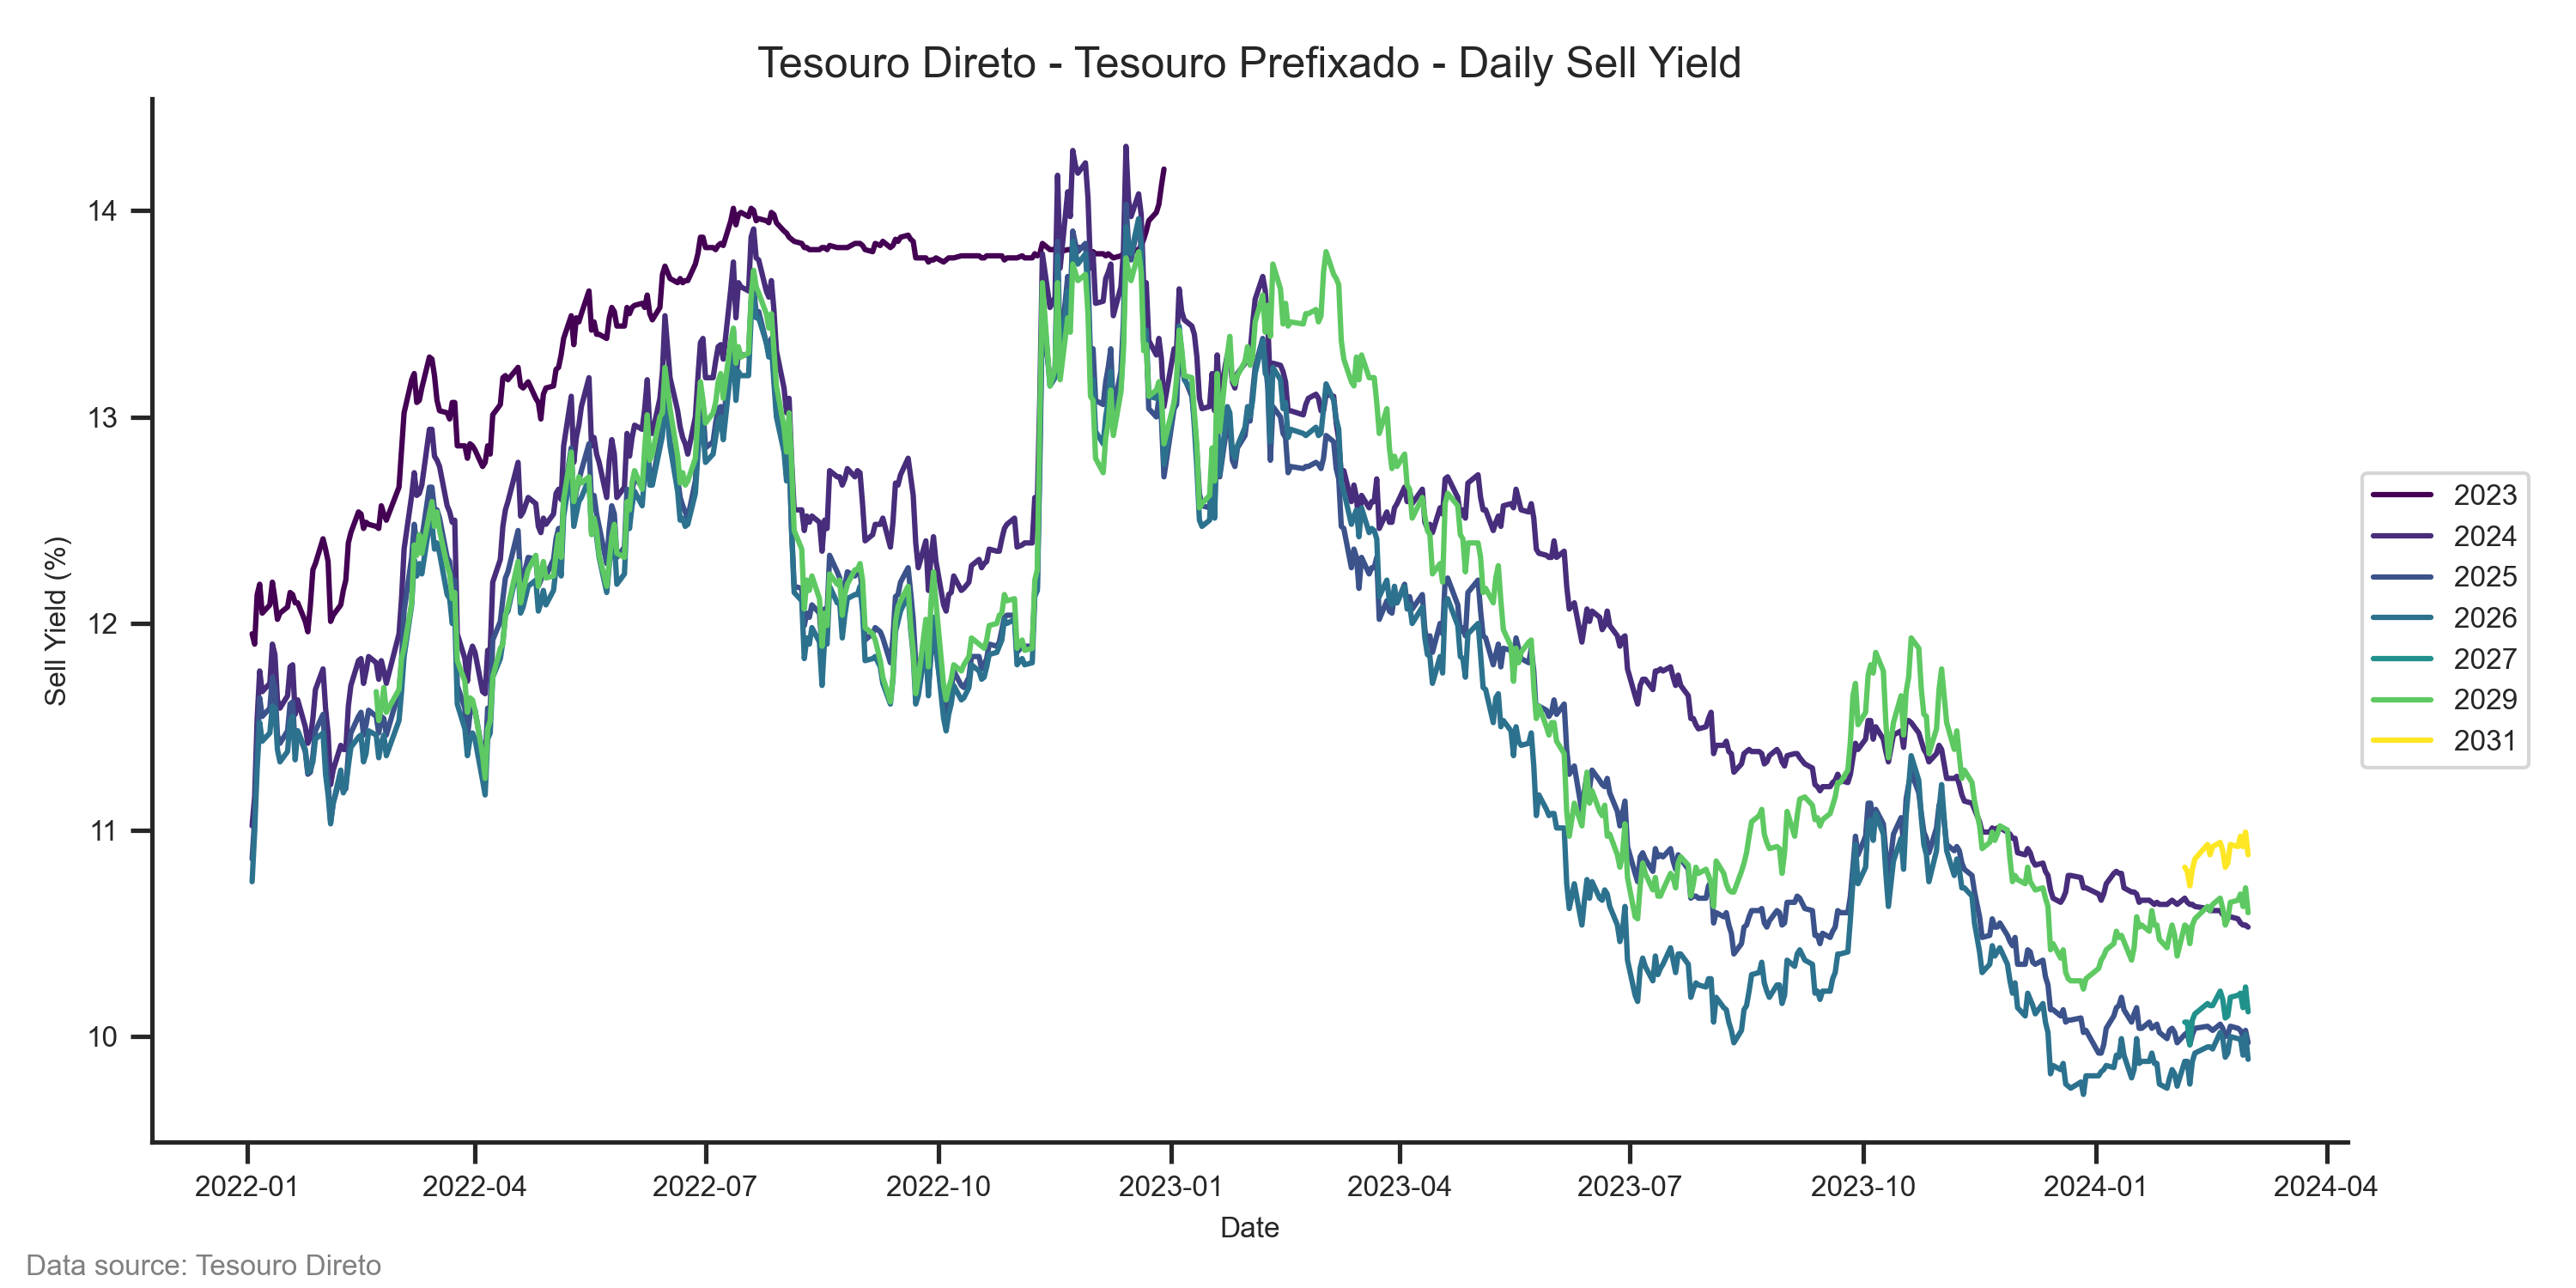 Tesouro Direto - Tesouro Prefixado - Daily Sell Yield
Sell Yield (%)
14
13
12
11
10
2022-01 2022-04 2022-07 2022-10 2023-01 2023-04 2023-07 2023-10 2024-01 2024-04
Date
2023
2024
2025
2026
2027
2029
2031
Data source: Tesouro Direto